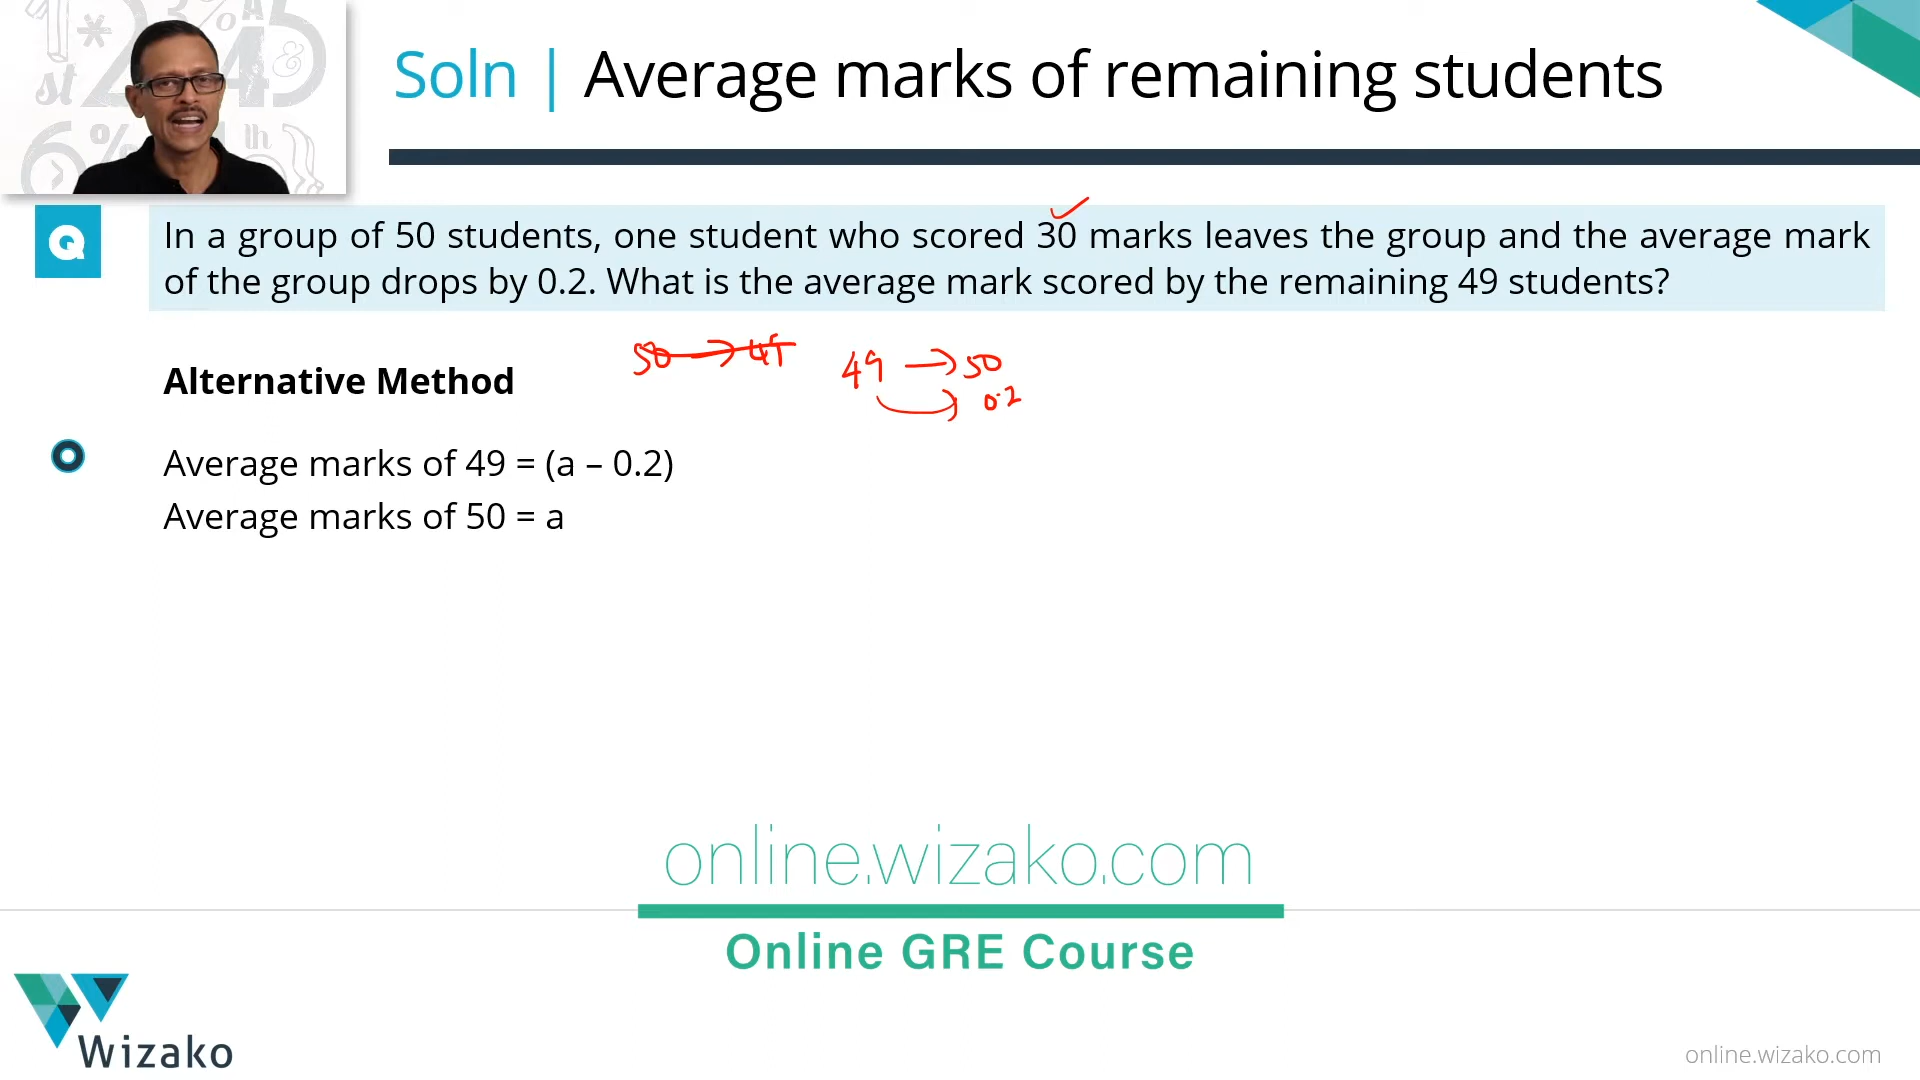 Soln | Average marks of remaining students
Q
In a group of 50 students, one student who scored 30 marks leaves the group and the average mark
of the group drops by 0.2. What is the average mark scored by the remaining 49 students?
50 → 49
49 → 50
0.2
Alternative Method
Average marks of 49 = (a – 0.2)
Average marks of 50 = a
online.wizako.com
Online GRE Course
Wizako
online.wizako.com